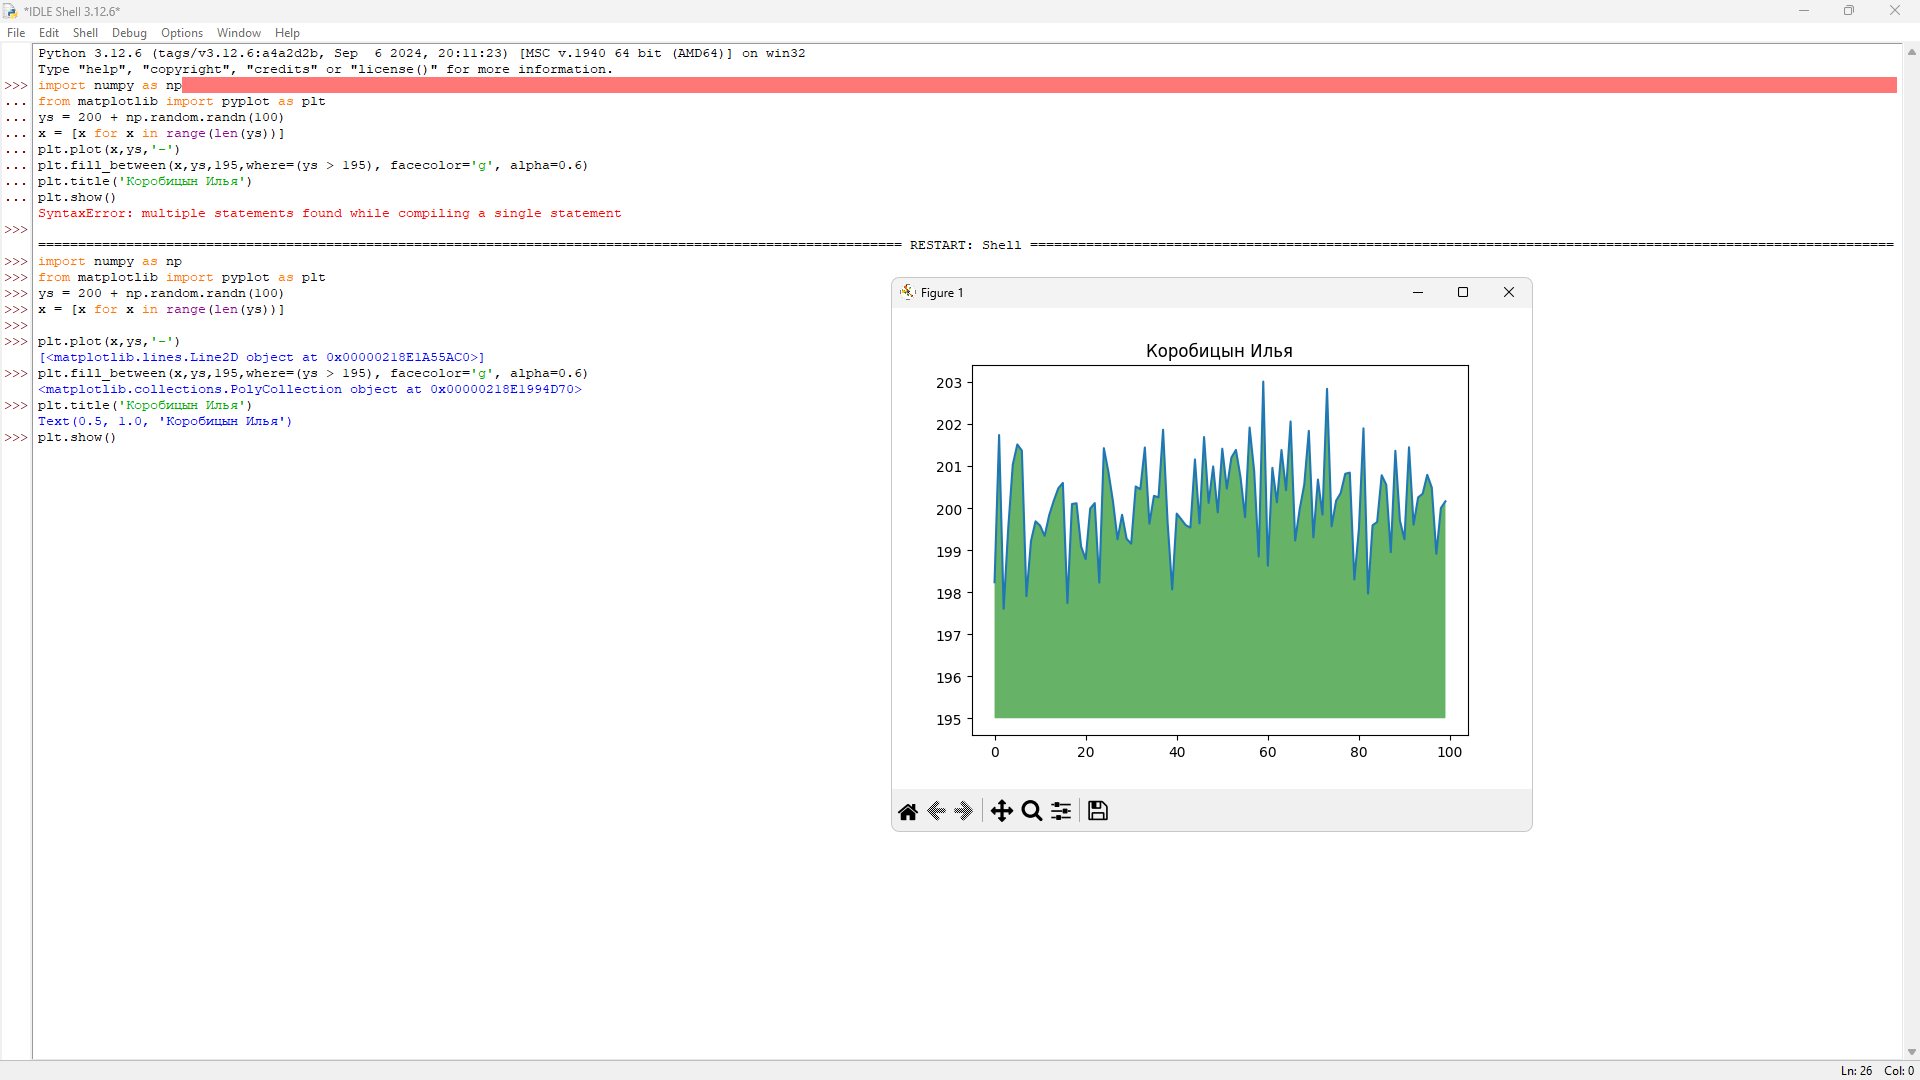 *IDLE Shell 3.12.6*
File Edit Shell Debug Options Window Help
Python 3.12.6 (tags/v3.12.6:a4a2d2b, Sep  6 2024, 20:11:23) [MSC v.1940 64 bit (AMD64)] on win32
Type "help", "copyright", "credits" or "license()" for more information.
>>> import numpy as np
... from matplotlib import pyplot as plt
... ys = 200 + np.random.randn(100)
... x = [x for x in range(len(ys))]
... plt.plot(x,ys,'-')
... plt.fill_between(x,ys,195,where=(ys > 195), facecolor='g', alpha=0.6)
... plt.title('Коробицын Илья')
... plt.show()
SyntaxError: multiple statements found while compiling a single statement
>>>
RESTART: Shell
>>> import numpy as np
>>> from matplotlib import pyplot as plt
>>> ys = 200 + np.random.randn(100)
>>> x = [x for x in range(len(ys))]
>>>
>>> plt.plot(x,ys,'-')
[<matplotlib.lines.Line2D object at 0x00000218E1A55AC0>]
>>> plt.fill_between(x,ys,195,where=(ys > 195), facecolor='g', alpha=0.6)
<matplotlib.collections.PolyCollection object at 0x00000218E1994D70>
>>> plt.title('Коробицын Илья')
Text(0.5, 1.0, 'Коробицын Илья')
>>> plt.show()
Figure 1
Коробицын Илья
203
202
201
200
199
198
197
196
195
0 20 40 60 80 100
Ln: 26 Col: 0